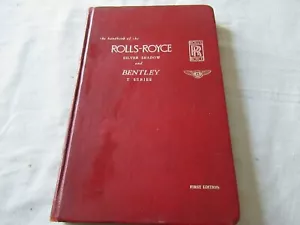 the handbook of the
ROLLS-ROYCE
SILVER SHADOW
and
BENTLEY
T SERIES
RR
FIRST EDITION